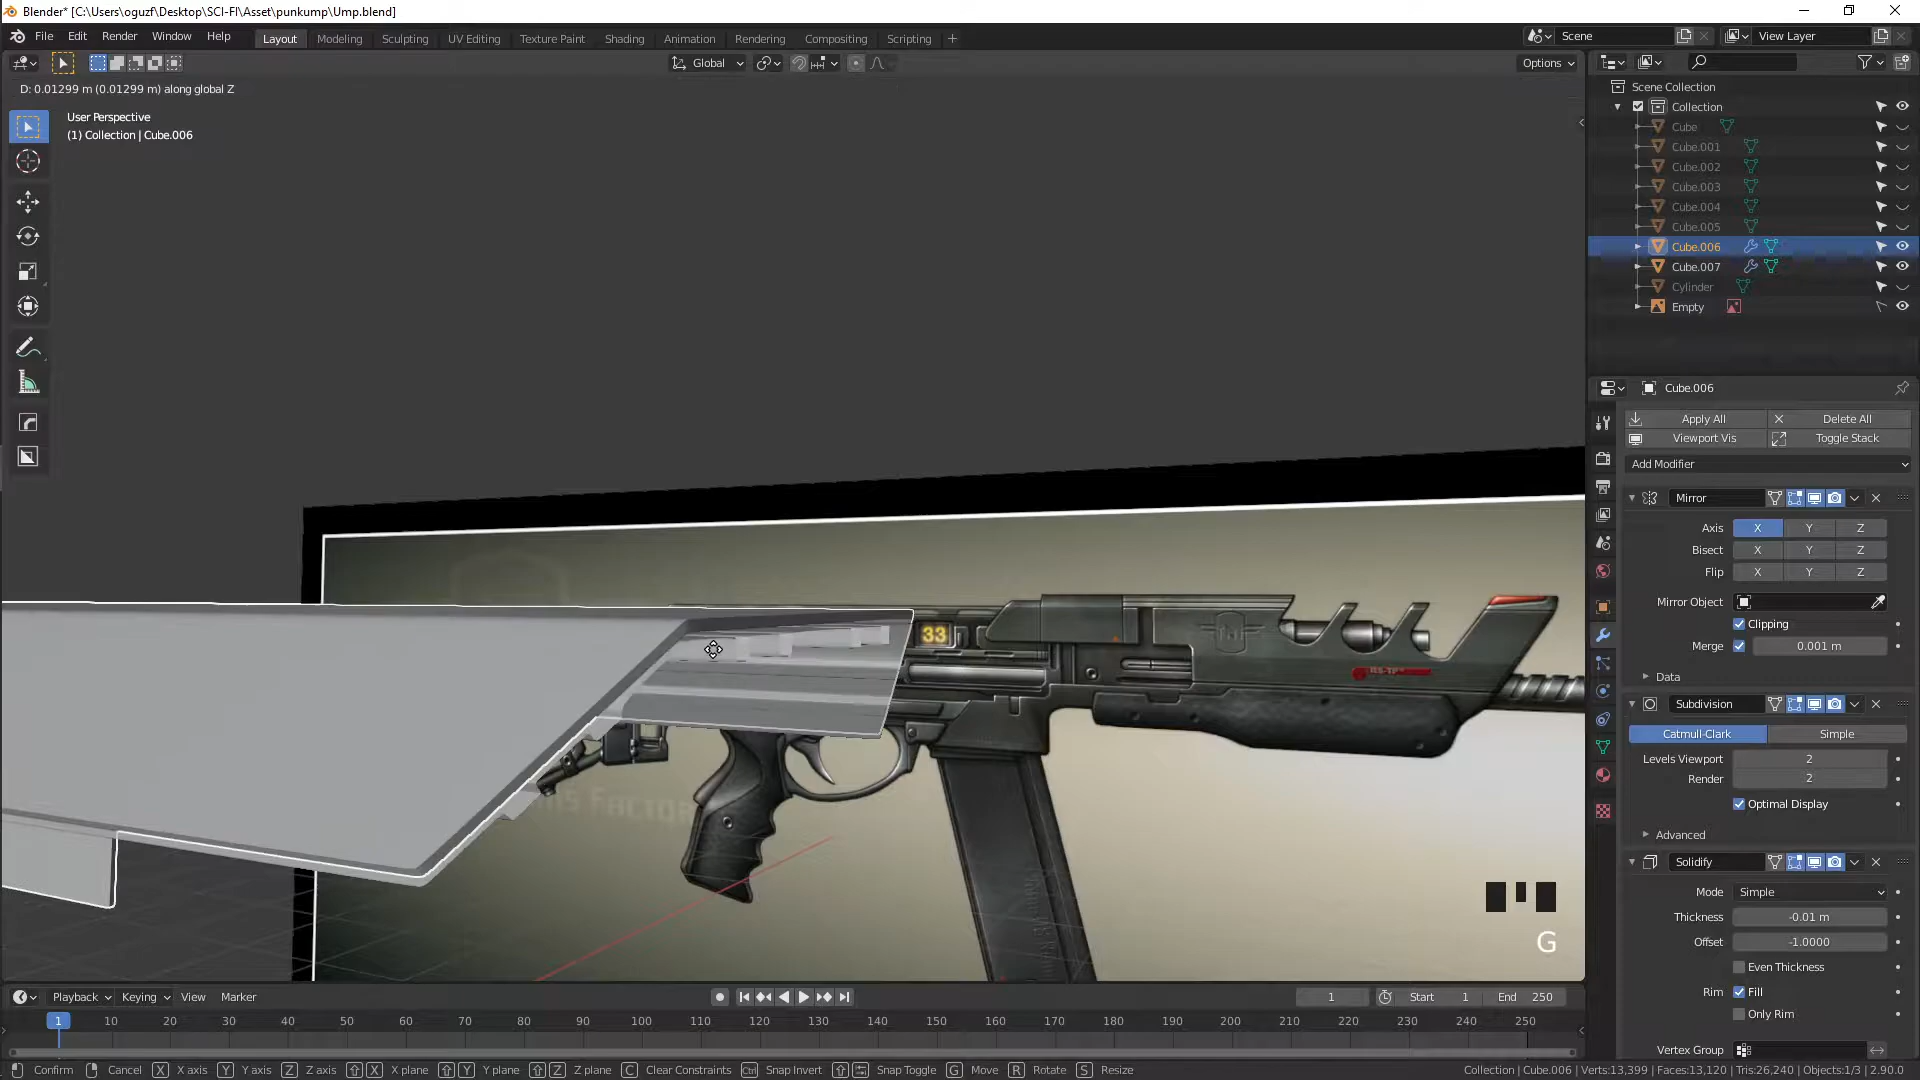 Blender* [C:\Users\oguzf\Desktop\SCI-FI\Asset\punkump\Ump.blend]
File Edit Render Window Help
Layout Modeling Sculpting UV Editing Texture Paint Shading Animation Rendering Compositing Scripting +
Scene
View Layer
Global
Options
D: 0.01299 m (0.01299 m) along global Z
User Perspective
(1) Collection | Cube.006
Scene Collection
Collection
Cube
Cube.001
Cube.002
Cube.003
Cube.004
Cube.005
Cube.006
Cube.007
Cylinder
Empty
Cube.006
Apply All Delete All
Viewport Vis Toggle Stack
Add Modifier
Mirror
Axis X Y Z
Bisect X Y Z
Flip X Y Z
Mirror Object
Clipping
Merge 0.001 m
Data
Subdivision
Catmull-Clark Simple
Levels Viewport 2
Render 2
Optimal Display
Advanced
Solidify
Mode Simple
Thickness -0.01 m
Offset -1.0000
Even Thickness
Rim Fill
Only Rim
Vertex Group
33
G
Playback Keying View Marker
1 Start 1 End 250
1 10 20 30 40 50 60 70 80 90 100 110 120 130 140 150 160 170 180 190 200 210 220 230 240 250
Confirm Cancel X X axis Y Y axis Z Z axis X X plane Y Y plane Z Z plane C Clear Constraints Ctrl Snap Invert Snap Toggle G Move R Rotate S Resize
Collection | Cube.006 | Verts:13,399 | Faces:13,120 | Tris:26,240 | Objects:1/3 | 2.90.0